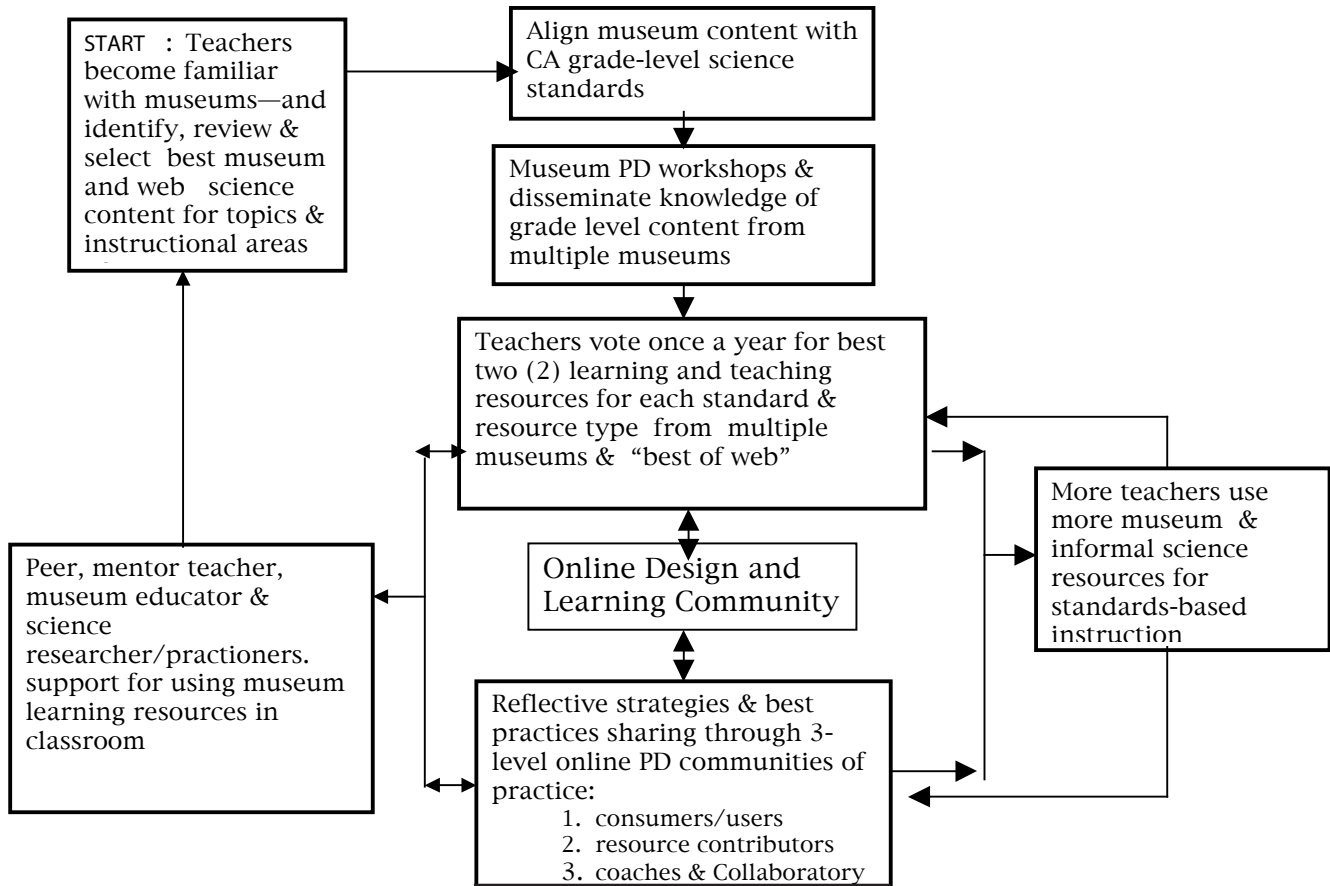 START : Teachers
become familiar
with museums—and
identify, review &
select best museum
and web science
content for topics &
instructional areas
Align museum content with
CA grade-level science
standards
Museum PD workshops &
disseminate knowledge of
grade level content from
multiple museums
Teachers vote once a year for best
two (2) learning and teaching
resources for each standard &
resource type from multiple
museums & “best of web”
More teachers use
more museum &
informal science
resources for
standards-based
instruction
Online Design and
Learning Community
Peer, mentor teacher,
museum educator &
science
researcher/practioners.
support for using museum
learning resources in
classroom
Reflective strategies & best
practices sharing through 3-
level online PD communities of
practice:
1. consumers/users
2. resource contributors
3. coaches & Collaboratory